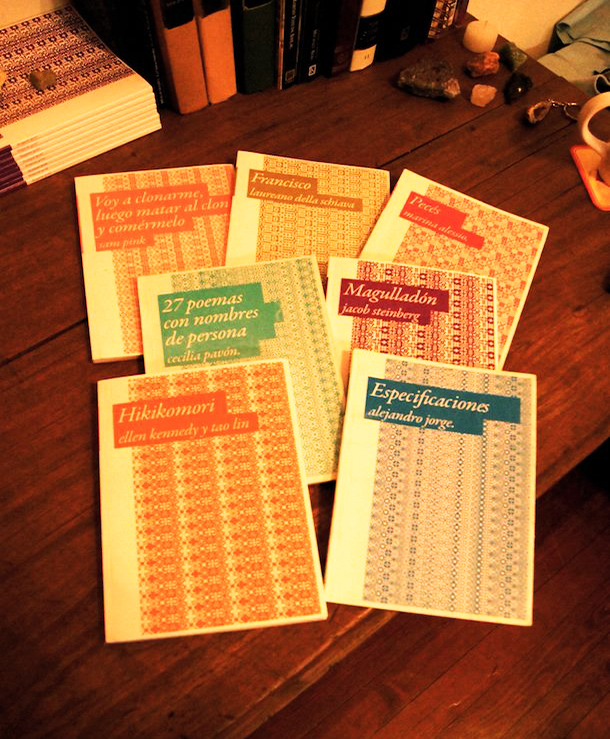 Voy a clonarme,
luego matar al clon
y comérmelo
sam pink
Francisco
laureano della schiava
Pecés
marina alessio.
27 poemas
con nombres
de persona
cecilia pavón.
Magulladón
jacob steinberg
Hikikomori
ellen kennedy y tao lin
Especificaciones
alejandro jorge.